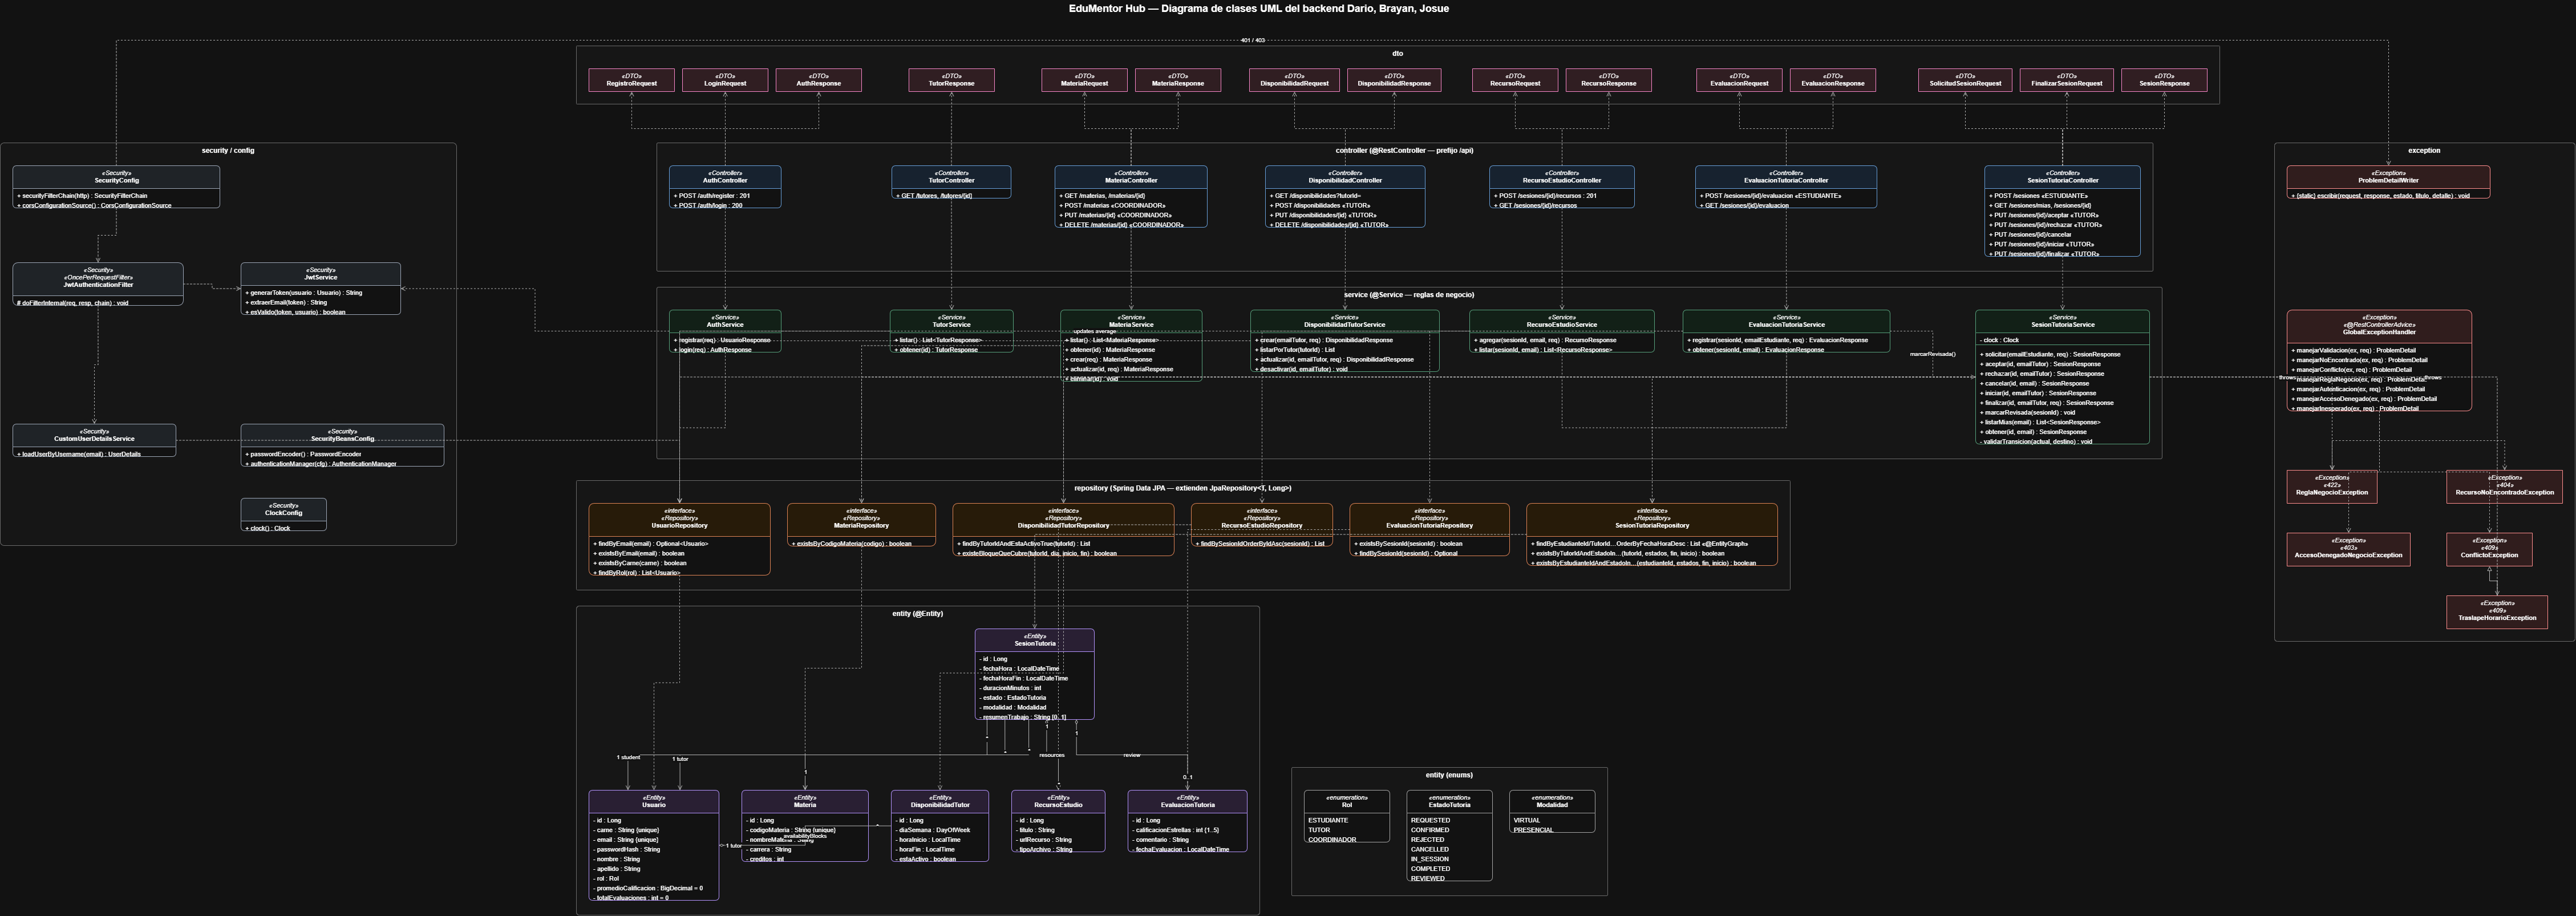 EduMentor Hub — Diagrama de clases UML del backend Dario, Brayan, Josue
401 / 403
dto
«DTO»
RegistroRequest
«DTO»
LoginRequest
«DTO»
AuthResponse
«DTO»
TutorResponse
«DTO»
MateriaRequest
«DTO»
MateriaResponse
«DTO»
DisponibilidadRequest
«DTO»
DisponibilidadResponse
«DTO»
RecursoRequest
«DTO»
RecursoResponse
«DTO»
EvaluacionRequest
«DTO»
EvaluacionResponse
«DTO»
SolicitudSesionRequest
«DTO»
FinalizarSesionRequest
«DTO»
SesionResponse
security / config
«Security»
SecurityConfig
+ securityFilterChain(http) : SecurityFilterChain
+ corsConfigurationSource() : CorsConfigurationSource
«Security»
«OncePerRequestFilter»
JwtAuthenticationFilter
# doFilterInternal(req, resp, chain) : void
«Security»
JwtService
+ generarToken(usuario : Usuario) : String
+ extraerEmail(token) : String
+ esValido(token, usuario) : boolean
«Security»
CustomUserDetailsService
+ loadUserByUsername(email) : UserDetails
«Security»
SecurityBeansConfig
+ passwordEncoder() : PasswordEncoder
+ authenticationManager(cfg) : AuthenticationManager
«Security»
ClockConfig
+ clock() : Clock
controller (@RestController — prefijo /api)
«Controller»
AuthController
+ POST /auth/register : 201
+ POST /auth/login : 200
«Controller»
TutorController
+ GET /tutores, /tutores/{id}
«Controller»
MateriaController
+ GET /materias, /materias/{id}
+ POST /materias «COORDINADOR»
+ PUT /materias/{id} «COORDINADOR»
+ DELETE /materias/{id} «COORDINADOR»
«Controller»
DisponibilidadController
+ GET /disponibilidades?tutorId=
+ POST /disponibilidades «TUTOR»
+ PUT /disponibilidades/{id} «TUTOR»
+ DELETE /disponibilidades/{id} «TUTOR»
«Controller»
RecursoEstudioController
+ POST /sesiones/{id}/recursos : 201
+ GET /sesiones/{id}/recursos
«Controller»
EvaluacionTutoriaController
+ POST /sesiones/{id}/evaluacion «ESTUDIANTE»
+ GET /sesiones/{id}/evaluacion
«Controller»
SesionTutoriaController
+ POST /sesiones «ESTUDIANTE»
+ GET /sesiones/mias, /sesiones/{id}
+ PUT /sesiones/{id}/aceptar «TUTOR»
+ PUT /sesiones/{id}/rechazar «TUTOR»
+ PUT /sesiones/{id}/cancelar
+ PUT /sesiones/{id}/iniciar «TUTOR»
+ PUT /sesiones/{id}/finalizar «TUTOR»
service (@Service — reglas de negocio)
«Service»
AuthService
+ registrar(req) : UsuarioResponse
+ login(req) : AuthResponse
«Service»
TutorService
+ listar() : List<TutorResponse>
+ obtener(id) : TutorResponse
«Service»
MateriaService
updates average
+ listar() : List<MateriaResponse>
+ obtener(id) : MateriaResponse
+ crear(req) : MateriaResponse
+ actualizar(id, req) : MateriaResponse
+ eliminar(id) : void
«Service»
DisponibilidadTutorService
+ crear(emailTutor, req) : DisponibilidadResponse
+ listarPorTutor(tutorId) : List
+ actualizar(id, emailTutor, req) : DisponibilidadResponse
+ desactivar(id, emailTutor) : void
«Service»
RecursoEstudioService
+ agregar(sesionId, email, req) : RecursoResponse
+ listar(sesionId, email) : List<RecursoResponse>
«Service»
EvaluacionTutoriaService
+ registrar(sesionId, emailEstudiante, req) : EvaluacionResponse
+ obtener(sesionId, email) : EvaluacionResponse
marcarRevisada()
«Service»
SesionTutoriaService
- clock : Clock
+ solicitar(emailEstudiante, req) : SesionResponse
+ aceptar(id, emailTutor) : SesionResponse
+ rechazar(id, emailTutor) : SesionResponse
+ cancelar(id, email) : SesionResponse
+ iniciar(id, emailTutor) : SesionResponse
+ finalizar(id, emailTutor, req) : SesionResponse
+ marcarRevisada(sesionId) : void
+ listarMias(email) : List<SesionResponse>
+ obtener(id, email) : SesionResponse
- validarTransicion(actual, destino) : void
exception
«Exception»
ProblemDetailWriter
+ {static} escribir(request, response, estado, titulo, detalle) : void
«Exception»
«@RestControllerAdvice»
GlobalExceptionHandler
+ manejarValidacion(ex, req) : ProblemDetail
+ manejarNoEncontrado(ex, req) : ProblemDetail
+ manejarConflicto(ex, req) : ProblemDetail
throws
+ manejarReglaNegocio(ex, req) : ProblemDetail
throws
+ manejarAutenticacion(ex, req) : ProblemDetail
+ manejarAccesoDenegado(ex, req) : ProblemDetail
+ manejarInesperado(ex, req) : ProblemDetail
«Exception»
«422»
ReglaNegocioException
«Exception»
«404»
RecursoNoEncontradoException
«Exception»
«403»
AccesoDenegadoNegocioException
«Exception»
«409»
ConflictoException
«Exception»
«409»
TraslapeHorarioException
repository (Spring Data JPA — extienden JpaRepository<T, Long>)
«interface»
«Repository»
UsuarioRepository
+ findByEmail(email) : Optional<Usuario>
+ existsByEmail(email) : boolean
+ existsByCarne(carne) : boolean
+ findByRol(rol) : List<Usuario>
«interface»
«Repository»
MateriaRepository
+ existsByCodigoMateria(codigo) : boolean
«interface»
«Repository»
DisponibilidadTutorRepository
+ findByTutorIdAndEstaActivoTrue(tutorId) : List
+ existeBloqueQueCubre(tutorId, dia, inicio, fin) : boolean
«interface»
«Repository»
RecursoEstudioRepository
+ findBySesionIdOrderByIdAsc(sesionId) : List
«interface»
«Repository»
EvaluacionTutoriaRepository
+ existsBySesionId(sesionId) : boolean
+ findBySesionId(sesionId) : Optional
«interface»
«Repository»
SesionTutoriaRepository
+ findByEstudianteId/TutorId…OrderByFechaHoraDesc : List «@EntityGraph»
+ existsByTutorIdAndEstadoIn…(tutorId, estados, fin, inicio) : boolean
+ existsByEstudianteIdAndEstadoIn…(estudianteId, estados, fin, inicio) : boolean
entity (@Entity)
«Entity»
SesionTutoria
- id : Long
- fechaHora : LocalDateTime
- fechaHoraFin : LocalDateTime
- duracionMinutos : int
- estado : EstadoTutoria
- modalidad : Modalidad
- resumenTrabajo : String [0..1]
*
*
*
1
1
1 student
1 tutor
1
resources
review
*
0..1
«Entity»
Usuario
- id : Long
- carne : String {unique}
- email : String {unique}
- passwordHash : String
- nombre : String
- apellido : String
- rol : Rol
- promedioCalificacion : BigDecimal = 0
- totalEvaluaciones : int = 0
1 tutor
«Entity»
Materia
- id : Long
- codigoMateria : String {unique}
availabilityBlocks
- nombreMateria : String
- carrera : String
- creditos : int
*
«Entity»
DisponibilidadTutor
- id : Long
- diaSemana : DayOfWeek
- horaInicio : LocalTime
- horaFin : LocalTime
- estaActivo : boolean
«Entity»
RecursoEstudio
- id : Long
- titulo : String
- urlRecurso : String
- tipoArchivo : String
«Entity»
EvaluacionTutoria
- id : Long
- calificacionEstrellas : int {1..5}
- comentario : String
- fechaEvaluacion : LocalDateTime
entity (enums)
«enumeration»
Rol
ESTUDIANTE
TUTOR
COORDINADOR
«enumeration»
EstadoTutoria
REQUESTED
CONFIRMED
REJECTED
CANCELLED
IN_SESSION
COMPLETED
REVIEWED
«enumeration»
Modalidad
VIRTUAL
PRESENCIAL